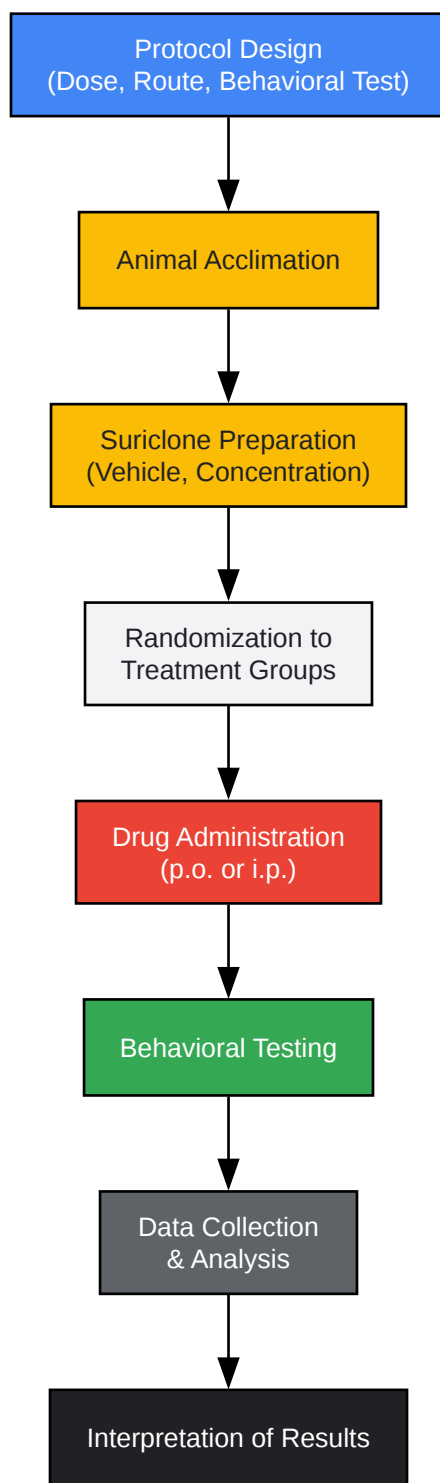 Protocol Design
(Dose, Route, Behavioral Test)
Animal Acclimation
Suriclone Preparation
(Vehicle, Concentration)
Randomization to
Treatment Groups
Drug Administration
(p.o. or i.p.)
Behavioral Testing
Data Collection
& Analysis
Interpretation of Results